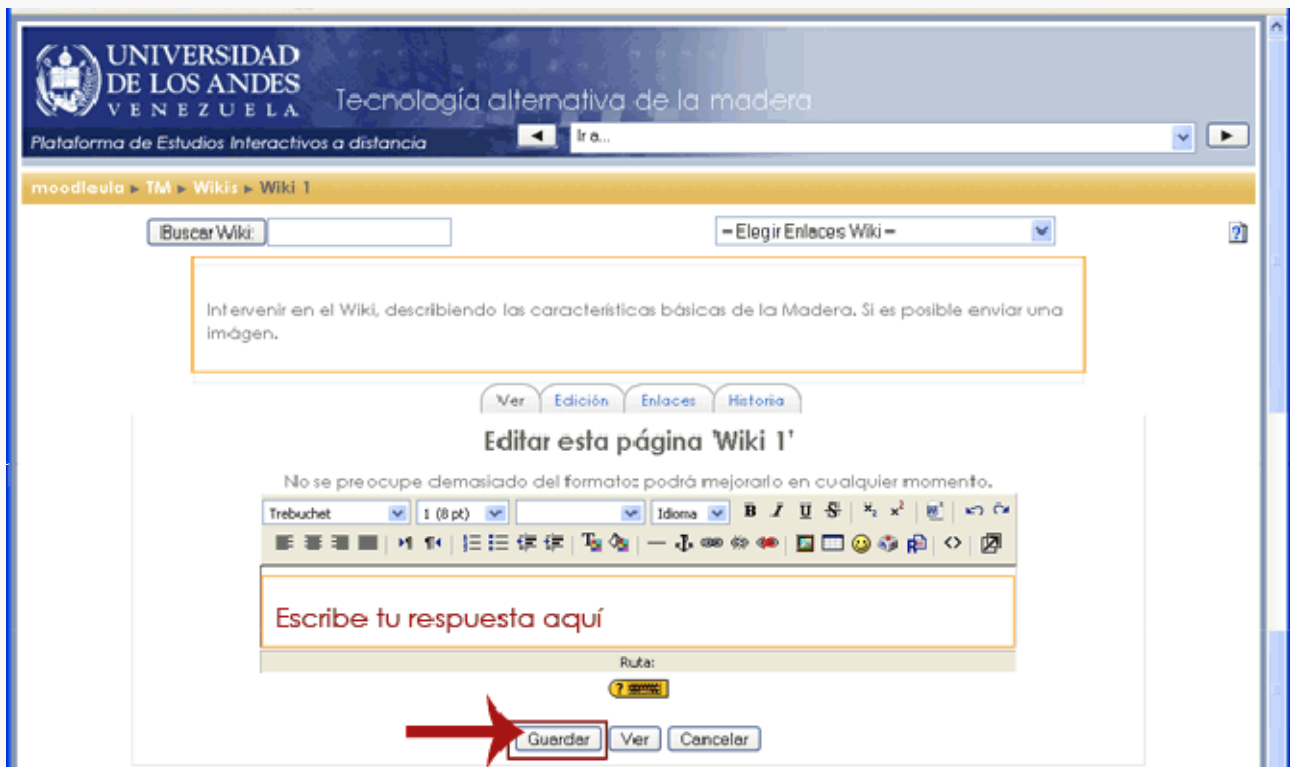 UNIVERSIDAD
DE LOS ANDES
VENEZUELA
Tecnología alternativa de la madera
Plataforma de Estudios Interactivos a distancia
Ir a...
moodleula ► TM ► Wikis ► Wiki 1
Buscar Wiki:
– Elegir Enlaces Wiki –
Intervenir en el Wiki, describiendo las características básicas de la Madera. Si es posible enviar una
imágen.
Ver Edición Enlaces Historia
Editar esta página 'Wiki 1'
No se preocupe demasiado del formato: podrá mejorarlo en cualquier momento.
Trebuchet 1 (8 pt) Idioma B I U S x₂ x²
Escribe tu respuesta aquí
Ruta:
?
Guardar Ver Cancelar